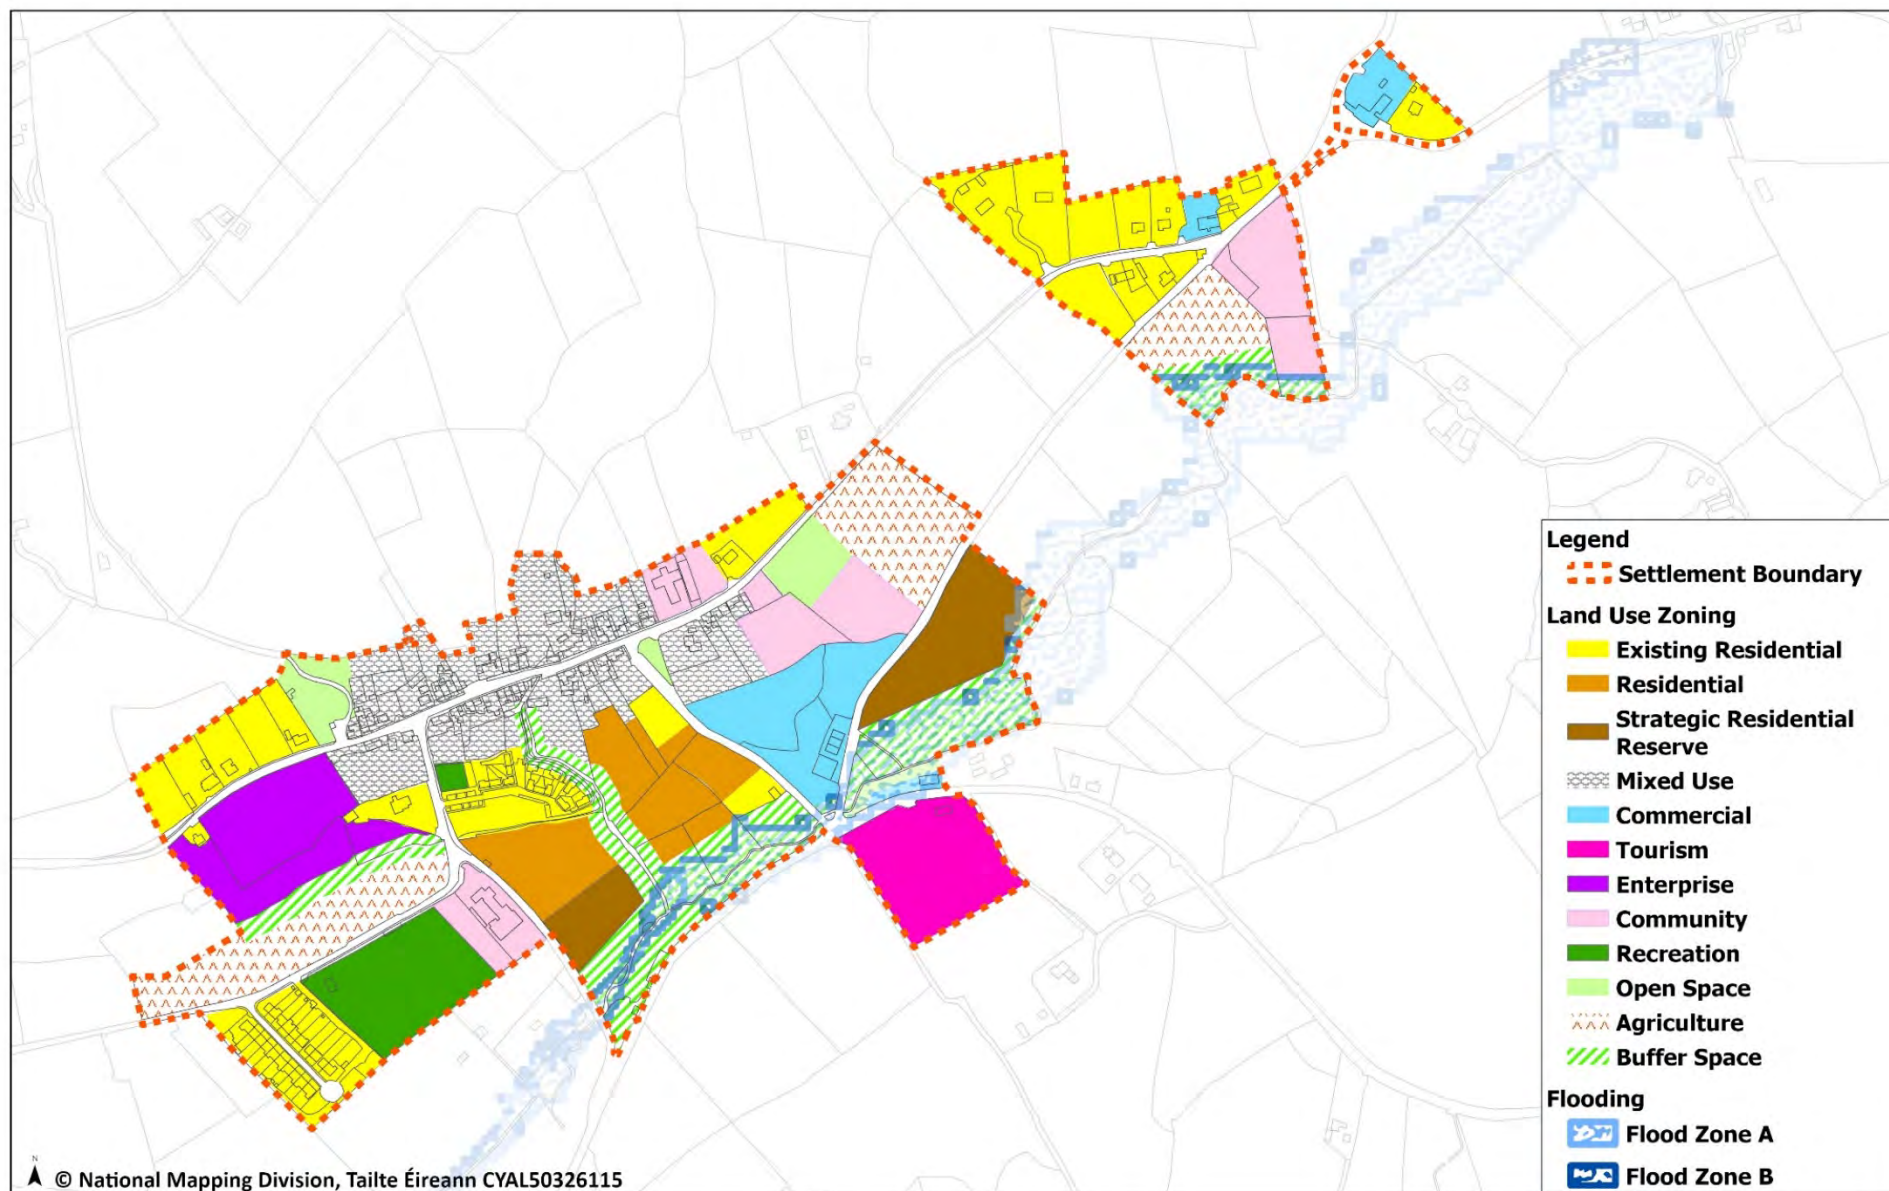 Legend
Settlement Boundary
Land Use Zoning
Existing Residential
Residential
Strategic Residential
Reserve
Mixed Use
Commercial
Tourism
Enterprise
Community
Recreation
Open Space
Agriculture
Buffer Space
Flooding
Flood Zone A
Flood Zone B
N
© National Mapping Division, Tailte Éireann CYAL50326115